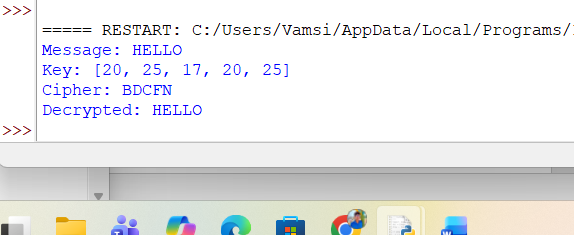 >>>
===== RESTART: C:/Users/Vamsi/AppData/Local/Programs/
Message: HELLO
Key: [20, 25, 17, 20, 25]
Cipher: BDCFN
Decrypted: HELLO
>>>